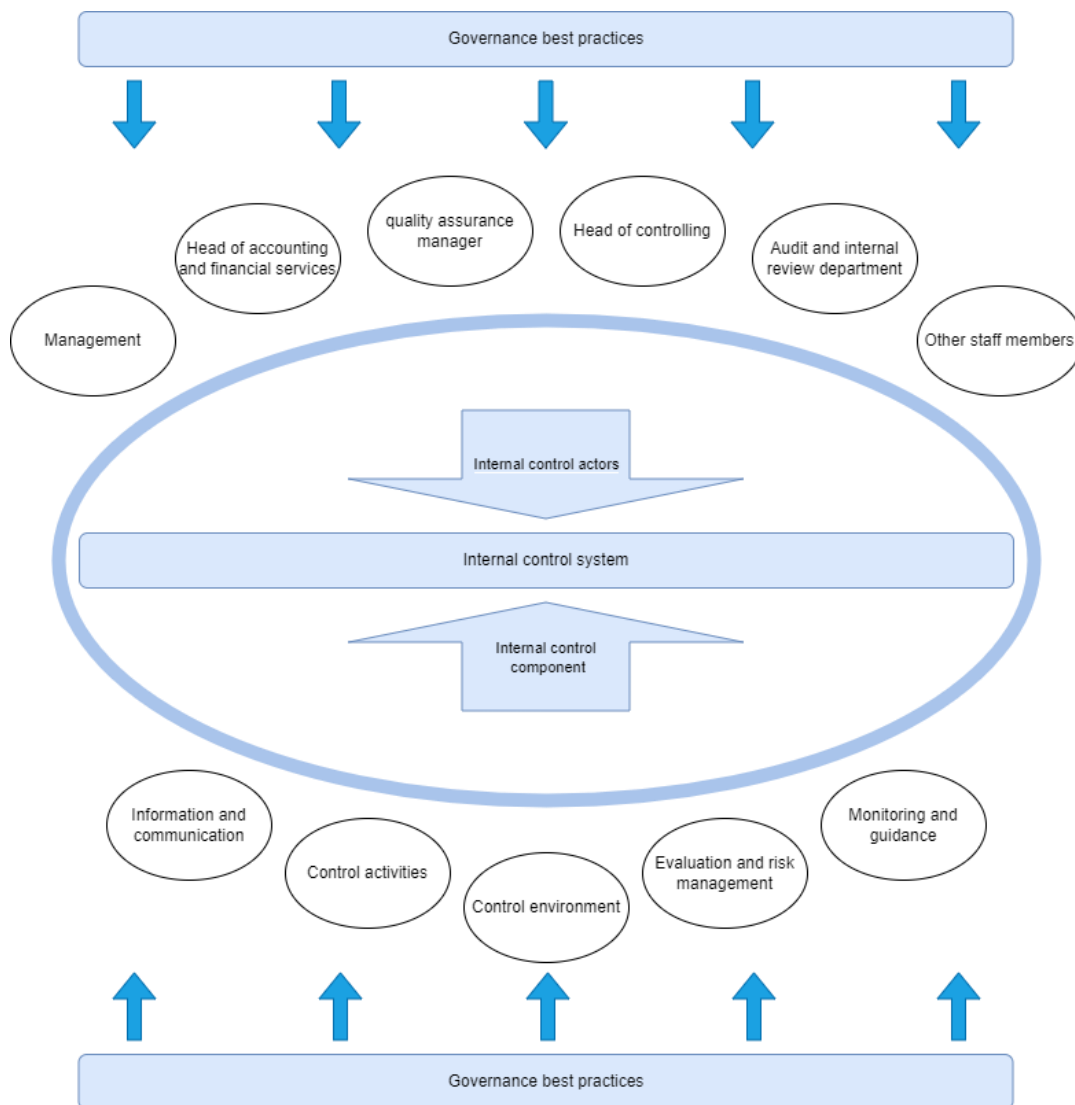 Governance best practices
quality assurance
manager
Head of controlling
Head of accounting
and financial services
Audit and internal
review department
Management
Other staff members
Internal control actors
Internal control system
Internal control
component
Information and
communication
Control activities
Control environment
Evaluation and risk
management
Monitoring and
guidance
Governance best practices